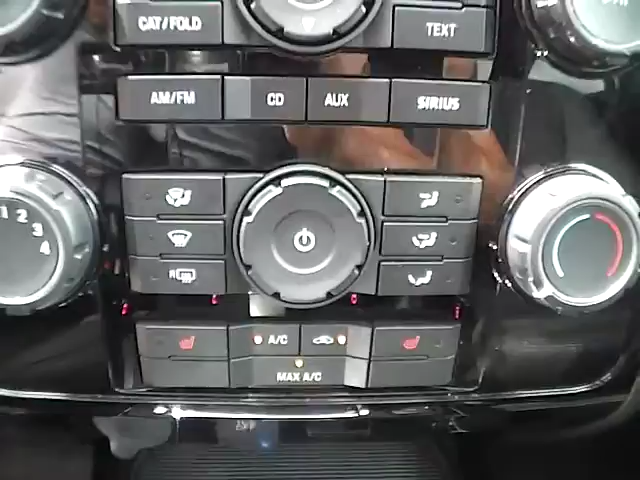 CAT/FOLD TEXT
AM/FM CD AUX SIRIUS
1 2 3 4
R
A/C
MAX A/C